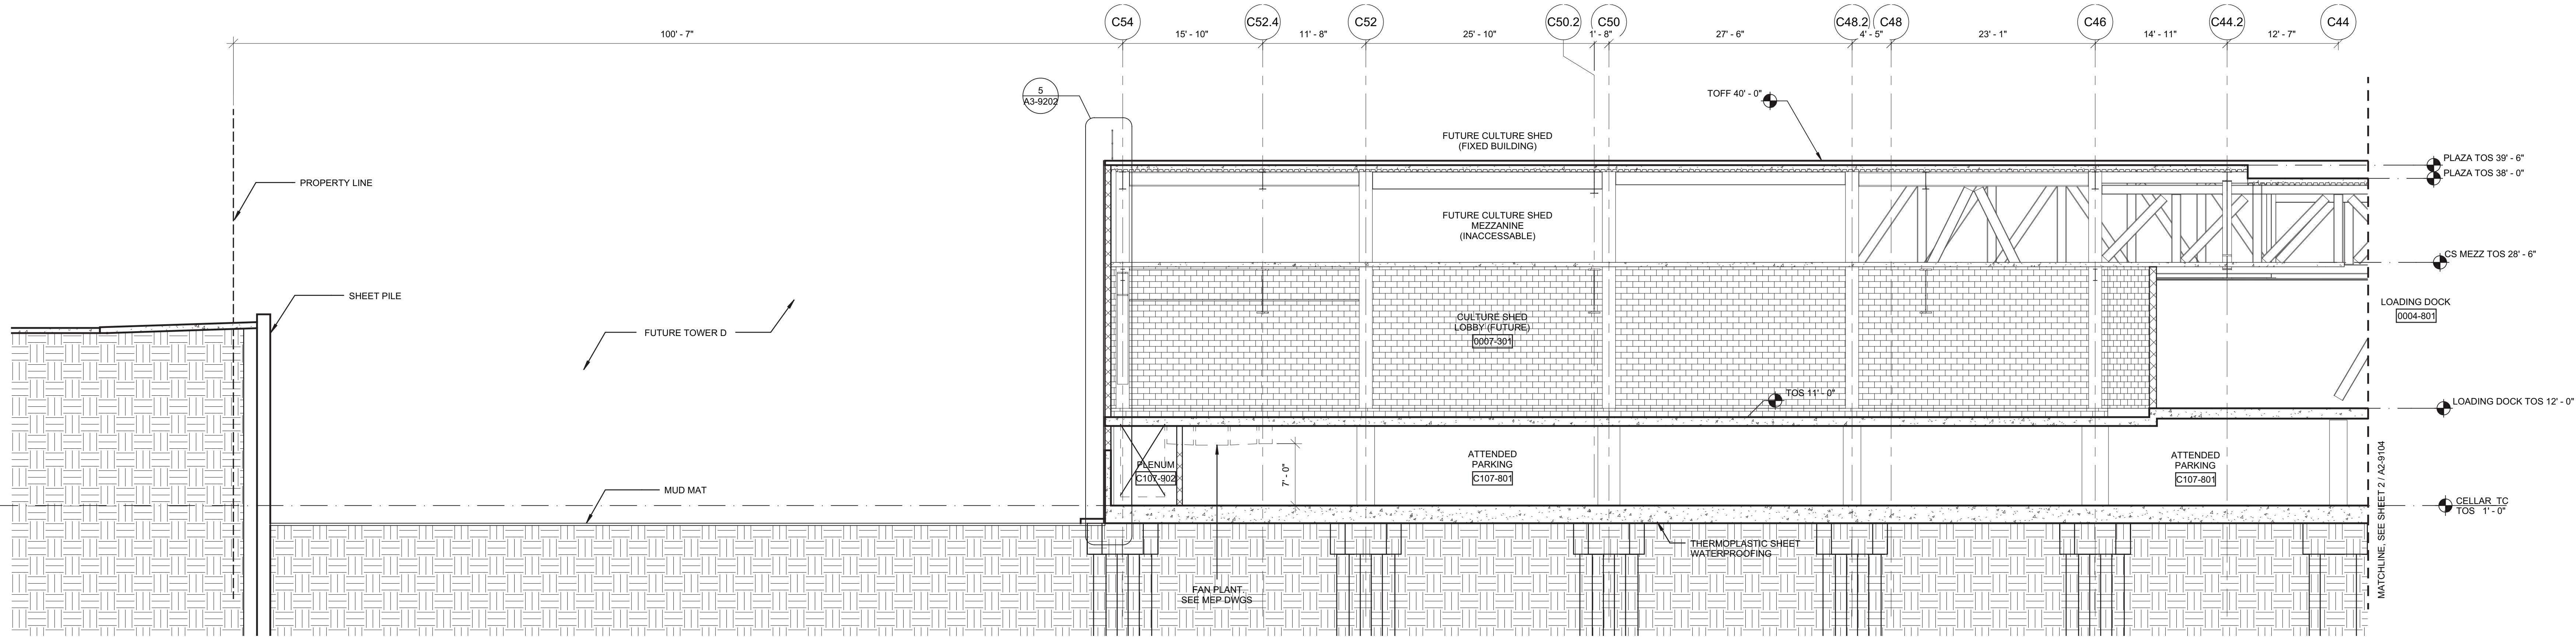 C54
C52.4
C52
C50.2
C50
C48.2
C48
C46
C44.2
C44
100' - 7"
15' - 10"
11' - 8"
25' - 10"
1' - 8"
27' - 6"
4' - 5"
23' - 1"
14' - 11"
12' - 7"
5
A3-9202
TOFF 40' - 0"
FUTURE CULTURE SHED
(FIXED BUILDING)
PLAZA TOS 39' - 6"
PLAZA TOS 38' - 0"
PROPERTY LINE
FUTURE CULTURE SHED
MEZZANINE
(INACCESSABLE)
CS MEZZ TOS 28' - 6"
SHEET PILE
LOADING DOCK
0004-801
FUTURE TOWER D
CULTURE SHED
LOBBY (FUTURE)
0007-301
TOS 11' - 0"
LOADING DOCK TOS 12' - 0"
PLENUM
C107-902
7' - 0"
ATTENDED
PARKING
C107-801
ATTENDED
PARKING
C107-801
MUD MAT
CELLAR_TC
TOS 1' - 0"
THERMOPLASTIC SHEET
WATERPROOFING
FAN PLANT.
SEE MEP DWGS
MATCHLINE, SEE SHEET 2 / A2-9104